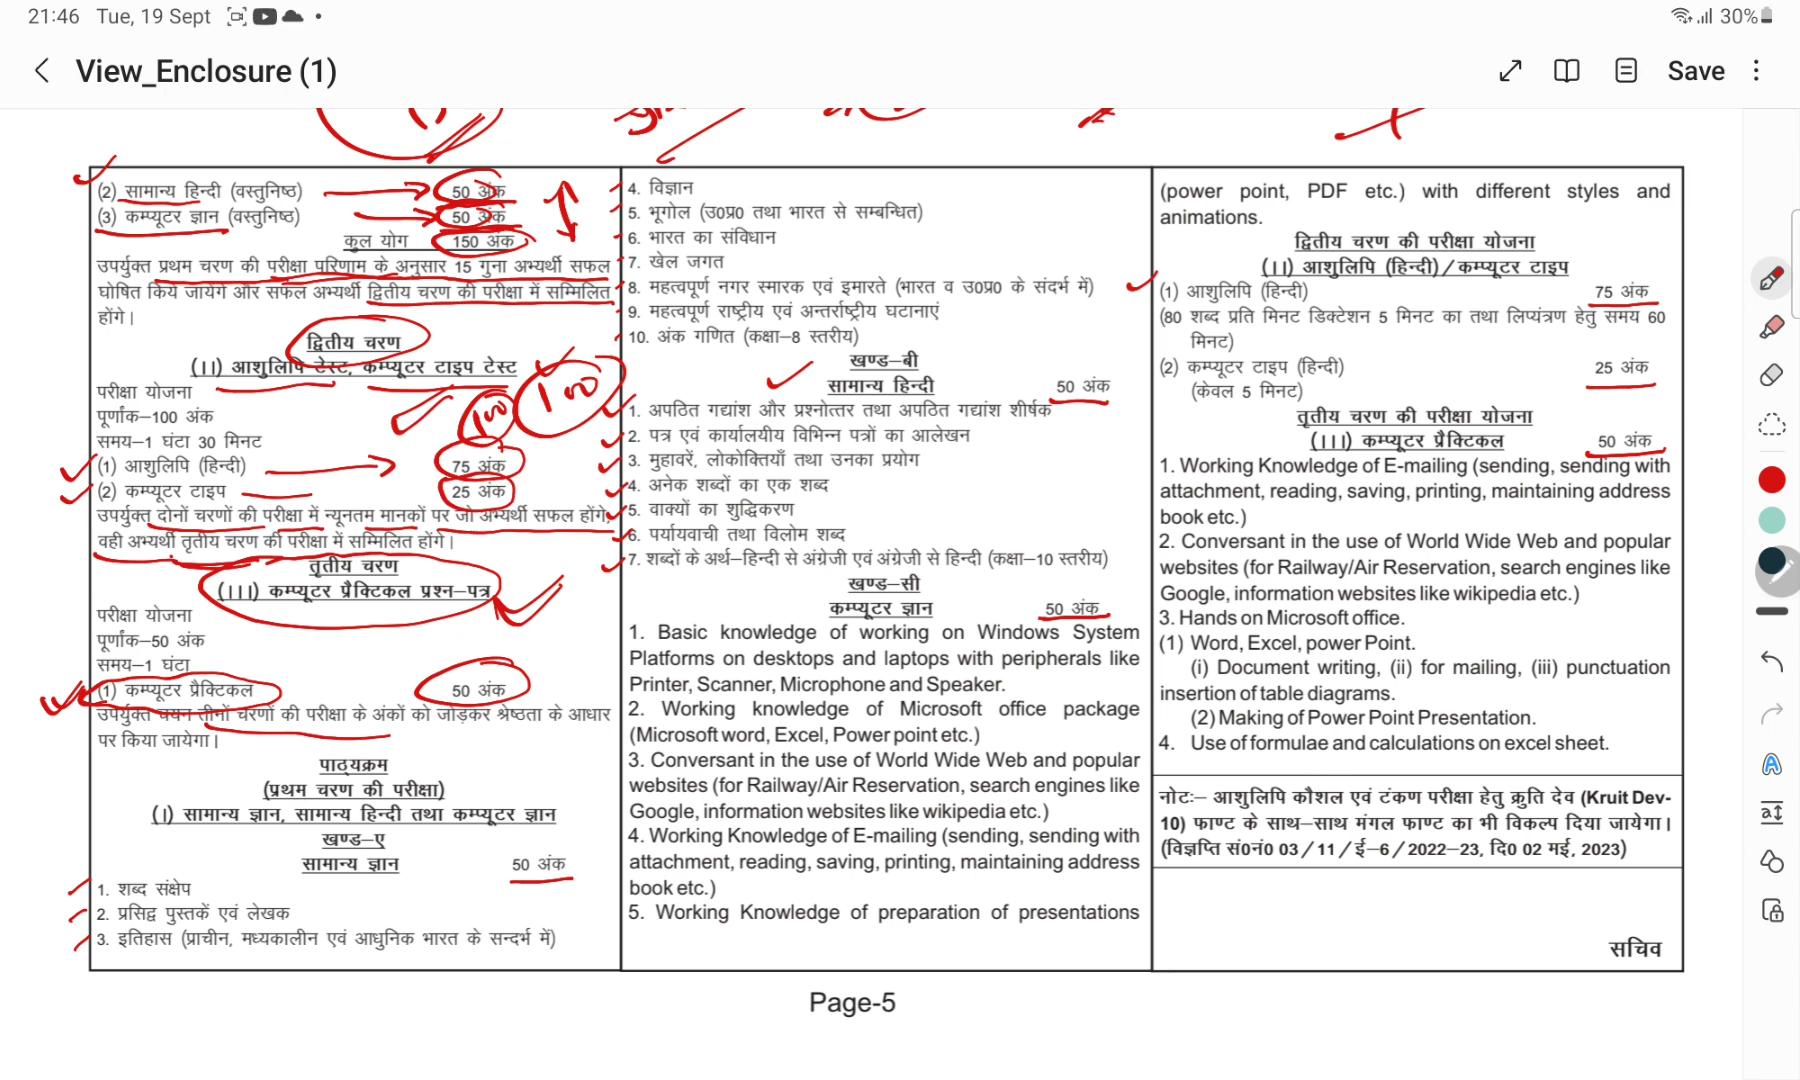 21:46 Tue, 19 Sept
30%
View_Enclosure (1)
Save
(2) सामान्य हिन्दी (वस्तुनिष्ठ) 50 अंक
(3) कम्प्यूटर ज्ञान (वस्तुनिष्ठ) 50 अंक
कुल योग 150 अंक
उपर्युक्त प्रथम चरण की परीक्षा परिणाम के अनुसार 15 गुना अभ्यर्थी सफल
घोषित किये जायेंगे और सफल अभ्यर्थी द्वितीय चरण की परीक्षा में सम्मिलित
होंगे।
द्वितीय चरण
(।।) आशुलिपि टेस्ट, कम्प्यूटर टाइप टेस्ट
परीक्षा योजना
पूर्णांक–100 अंक
100 100
समय–1 घंटा 30 मिनट
(1) आशुलिपि (हिन्दी) 75 अंक
(2) कम्प्यूटर टाइप 25 अंक
उपर्युक्त दोनों चरणों की परीक्षा में न्यूनतम मानकों पर जो अभ्यर्थी सफल होंगे,
वही अभ्यर्थी तृतीय चरण की परीक्षा में सम्मिलित होंगे।
तृतीय चरण
(।।।) कम्प्यूटर प्रैक्टिकल प्रश्न–पत्र
परीक्षा योजना
पूर्णांक–50 अंक
समय–1 घंटा
(1) कम्प्यूटर प्रैक्टिकल 50 अंक
उपर्युक्त चयन तीनों चरणों की परीक्षा के अंकों को जोड़कर श्रेष्ठता के आधार
पर किया जायेगा।
पाठ्यक्रम
(प्रथम चरण की परीक्षा)
(।) सामान्य ज्ञान, सामान्य हिन्दी तथा कम्प्यूटर ज्ञान
खण्ड–ए
सामान्य ज्ञान 50 अंक
1. शब्द संक्षेप
2. प्रसिद्व पुस्तकें एवं लेखक
3. इतिहास (प्राचीन, मध्यकालीन एवं आधुनिक भारत के सन्दर्भ में)
4. विज्ञान
5. भूगोल (उ0प्र0 तथा भारत से सम्बन्धित)
6. भारत का संविधान
7. खेल जगत
8. महत्वपूर्ण नगर स्मारक एवं इमारते (भारत व उ0प्र0 के संदर्भ में)
9. महत्वपूर्ण राष्ट्रीय एवं अन्तर्राष्ट्रीय घटानाएं
10. अंक गणित (कक्षा–8 स्तरीय)
खण्ड–बी
सामान्य हिन्दी 50 अंक
1. अपठित गद्यांश और प्रश्नोत्तर तथा अपठित गद्यांश शीर्षक
2. पत्र एवं कार्यालयीय विभिन्न पत्रों का आलेखन
3. मुहावरें, लोकोक्तियाँ तथा उनका प्रयोग
4. अनेक शब्दों का एक शब्द
5. वाक्यों का शुद्धिकरण
6. पर्यायवाची तथा विलोम शब्द
7. शब्दों के अर्थ–हिन्दी से अंग्रेजी एवं अंग्रेजी से हिन्दी (कक्षा–10 स्तरीय)
खण्ड–सी
कम्प्यूटर ज्ञान 50 अंक
1. Basic knowledge of working on Windows System
Platforms on desktops and laptops with peripherals like
Printer, Scanner, Microphone and Speaker.
2. Working knowledge of Microsoft office package
(Microsoft word, Excel, Power point etc.)
3. Conversant in the use of World Wide Web and popular
websites (for Railway/Air Reservation, search engines like
Google, information websites like wikipedia etc.)
4. Working Knowledge of E-mailing (sending, sending with
attachment, reading, saving, printing, maintaining address
book etc.)
5. Working Knowledge of preparation of presentations
(power point, PDF etc.) with different styles and
animations.
द्वितीय चरण की परीक्षा योजना
(।।) आशुलिपि (हिन्दी)/कम्प्यूटर टाइप
(1) आशुलिपि (हिन्दी) 75 अंक
(80 शब्द प्रति मिनट डिक्टेशन 5 मिनट का तथा लिप्यंत्रण हेतु समय 60
मिनट)
(2) कम्प्यूटर टाइप (हिन्दी) 25 अंक
(केवल 5 मिनट)
तृतीय चरण की परीक्षा योजना
(।।।) कम्प्यूटर प्रैक्टिकल 50 अंक
1. Working Knowledge of E-mailing (sending, sending with
attachment, reading, saving, printing, maintaining address
book etc.)
2. Conversant in the use of World Wide Web and popular
websites (for Railway/Air Reservation, search engines like
Google, information websites like wikipedia etc.)
3. Hands on Microsoft office.
(1) Word, Excel, power Point.
(i) Document writing, (ii) for mailing, (iii) punctuation
insertion of table diagrams.
(2) Making of Power Point Presentation.
4. Use of formulae and calculations on excel sheet.
नोटः– आशुलिपि कौशल एवं टंकण परीक्षा हेतु क्रुति देव (Kruit Dev-
10) फाण्ट के साथ–साथ मंगल फाण्ट का भी विकल्प दिया जायेगा।
(विज्ञप्ति सं0नं0 03/11/ई–6/2022–23, दि0 02 मई, 2023)
सचिव
Page-5